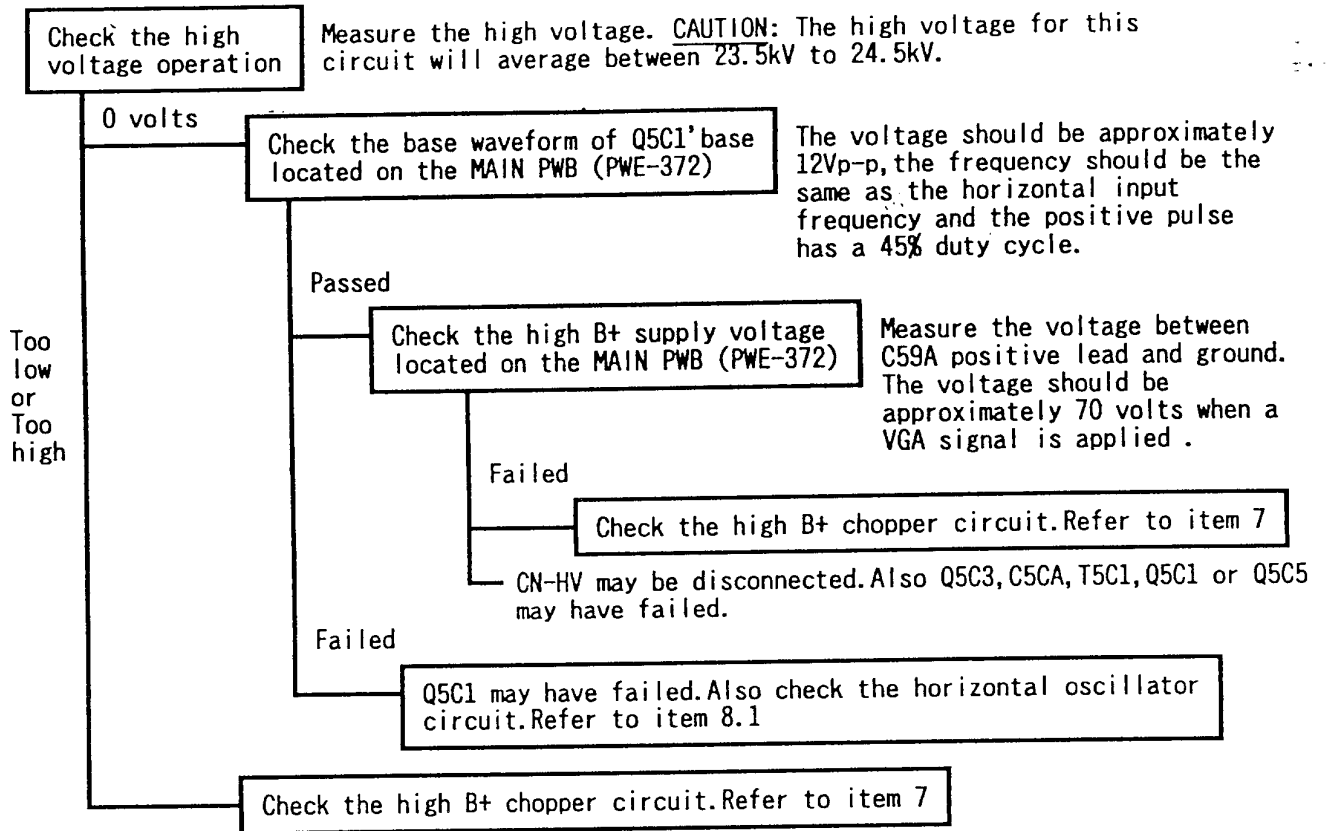 Check the high
voltage operation
Measure the high voltage. CAUTION: The high voltage for this
circuit will average between 23.5kV to 24.5kV.
0 volts
Check the base waveform of Q5C1'base
located on the MAIN PWB (PWE-372)
The voltage should be approximately
12Vp-p, the frequency should be the
same as the horizontal input
frequency and the positive pulse
has a 45% duty cycle.
Passed
Too
low
or
Too
high
Check the high B+ supply voltage
located on the MAIN PWB (PWE-372)
Measure the voltage between
C59A positive lead and ground.
The voltage should be
approximately 70 volts when a
VGA signal is applied .
Failed
Check the high B+ chopper circuit.Refer to item 7
CN-HV may be disconnected.Also Q5C3,C5CA,T5C1,Q5C1 or Q5C5
may have failed.
Failed
Q5C1 may have failed.Also check the horizontal oscillator
circuit.Refer to item 8.1
Check the high B+ chopper circuit.Refer to item 7